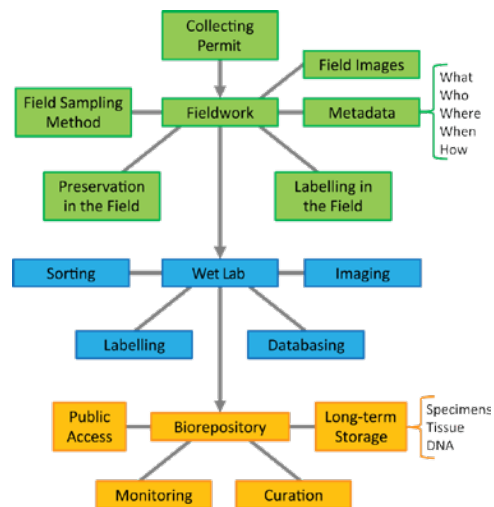 Collecting
Permit
Field Images
What
Who
Where
When
How
Field Sampling
Method
Fieldwork
Metadata
Preservation
in the Field
Labelling in
the Field
Sorting
Wet Lab
Imaging
Labelling
Databasing
Public
Access
Biorepository
Long-term
Storage
Specimens
Tissue
DNA
Monitoring
Curation